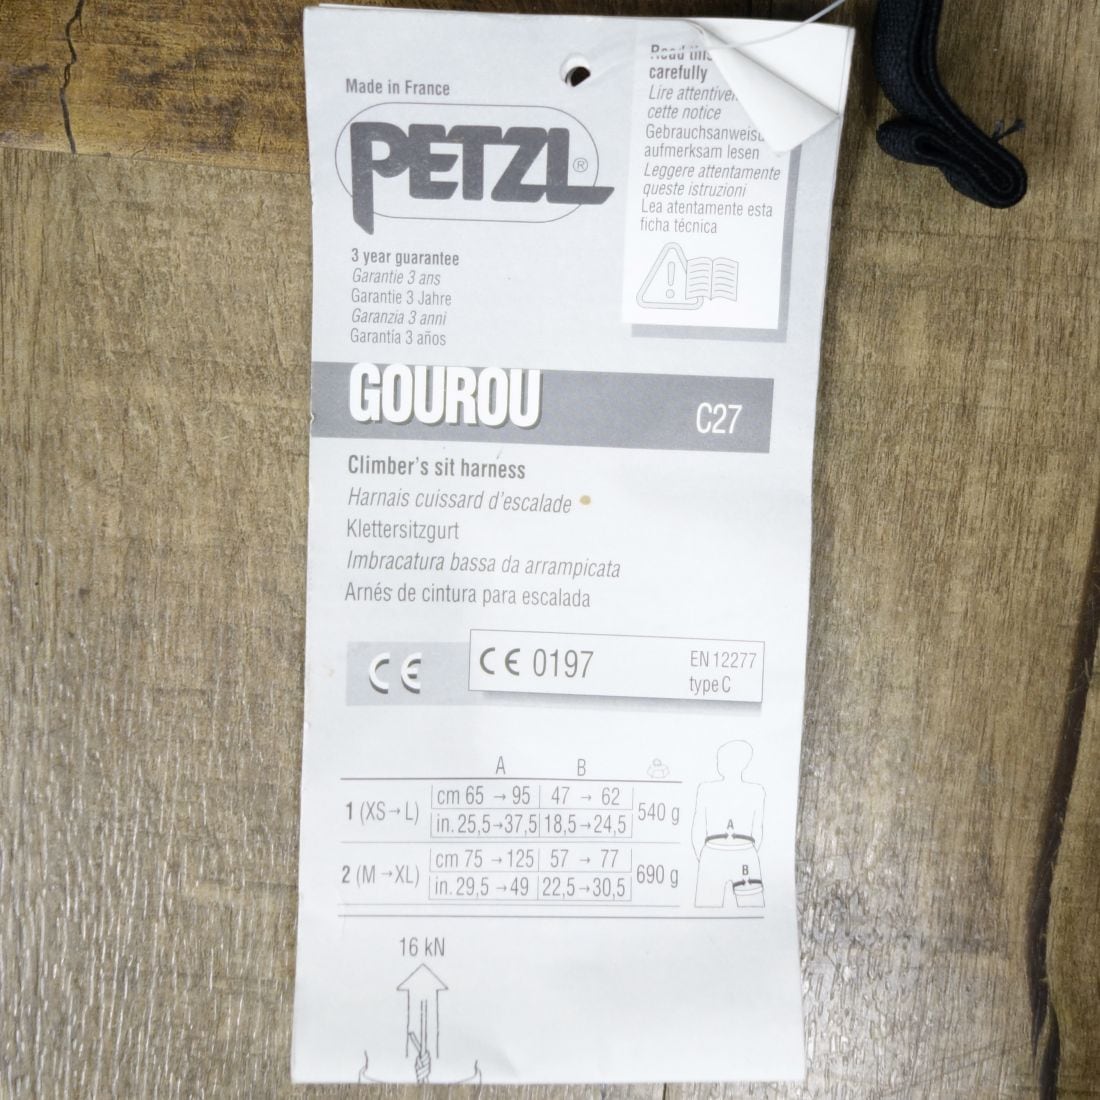 Made in France
PETZL®
3 year guarantee
Garantie 3 ans
Garantie 3 Jahre
Garanzia 3 anni
Garantía 3 años
Read this
carefully
Lire
cette notice
aufmerksam lesen
Leggere attentamente
queste istruzioni
Lea atentamente esta
ficha técnica
GOUROU C27
Climber's sit harness
Harnais cuissard d'escalade
Klettersitzgurt
Imbracatura bassa da arrampicata
Arnés de cintura para escalada
CE CE 0197 EN 12277
type C
A B
1 (XS→L) cm 65 → 95 47 → 62 540 g
in. 25,5→37,5 18,5→24,5
2 (M→XL) cm 75 → 125 57 → 77 690 g
in. 29,5→49 22,5→30,5
A
B
16 kN